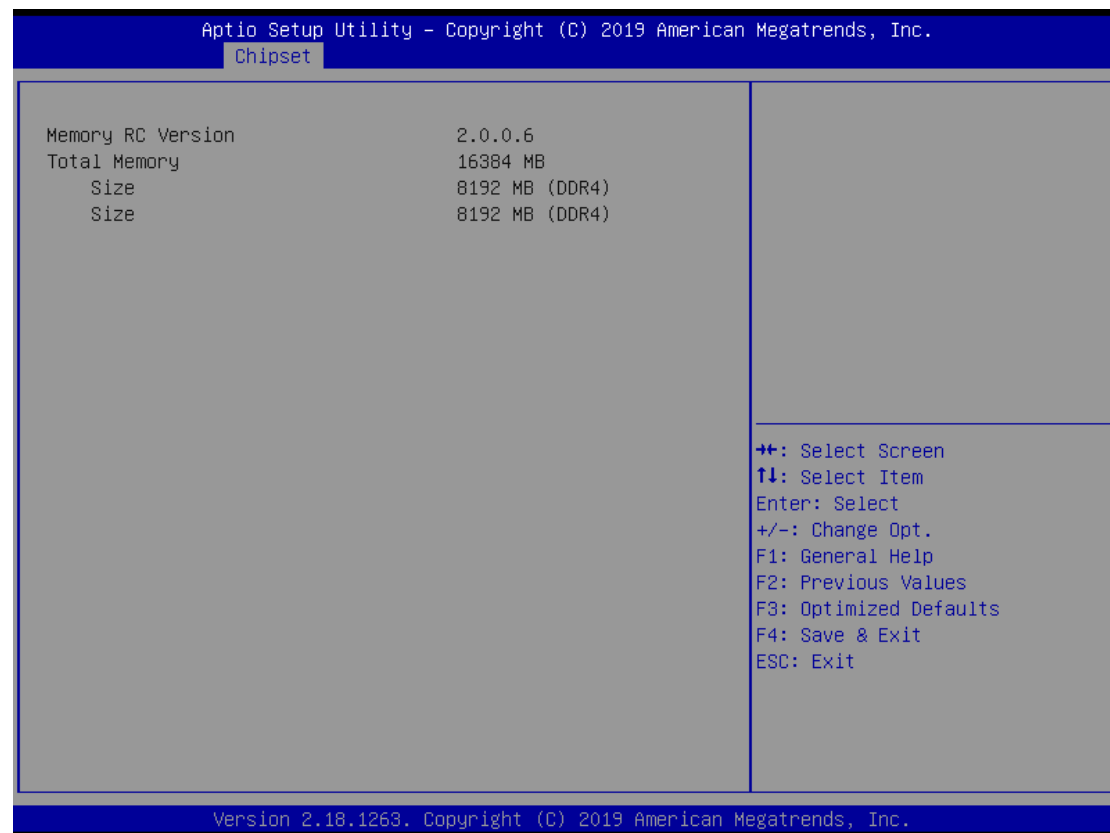 Aptio Setup Utility – Copyright (C) 2019 American Megatrends, Inc.
Chipset
Memory RC Version 2.0.0.6
Total Memory 16384 MB
Size 8192 MB (DDR4)
Size 8192 MB (DDR4)
→←: Select Screen
↑↓: Select Item
Enter: Select
+/-: Change Opt.
F1: General Help
F2: Previous Values
F3: Optimized Defaults
F4: Save & Exit
ESC: Exit
Version 2.18.1263. Copyright (C) 2019 American Megatrends, Inc.